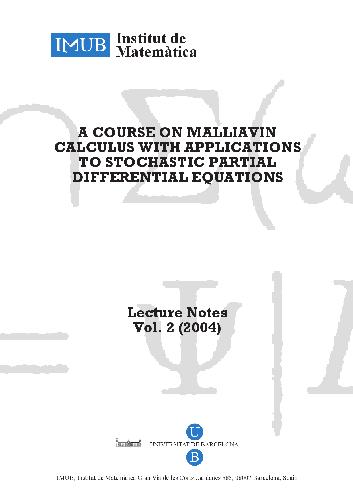 IMUB Institut de
Matemàtica
A COURSE ON MALLIAVIN
CALCULUS WITH APPLICATIONS
TO STOCHASTIC PARTIAL
DIFFERENTIAL EQUATIONS
Lecture Notes
Vol. 2 (2004)
U
UNIVERSITAT DE BARCELONA
B
IMUB, Institut de Matemàtica, Gran Via de les Corts Catalanes 585, 08007 Barcelona, Spain